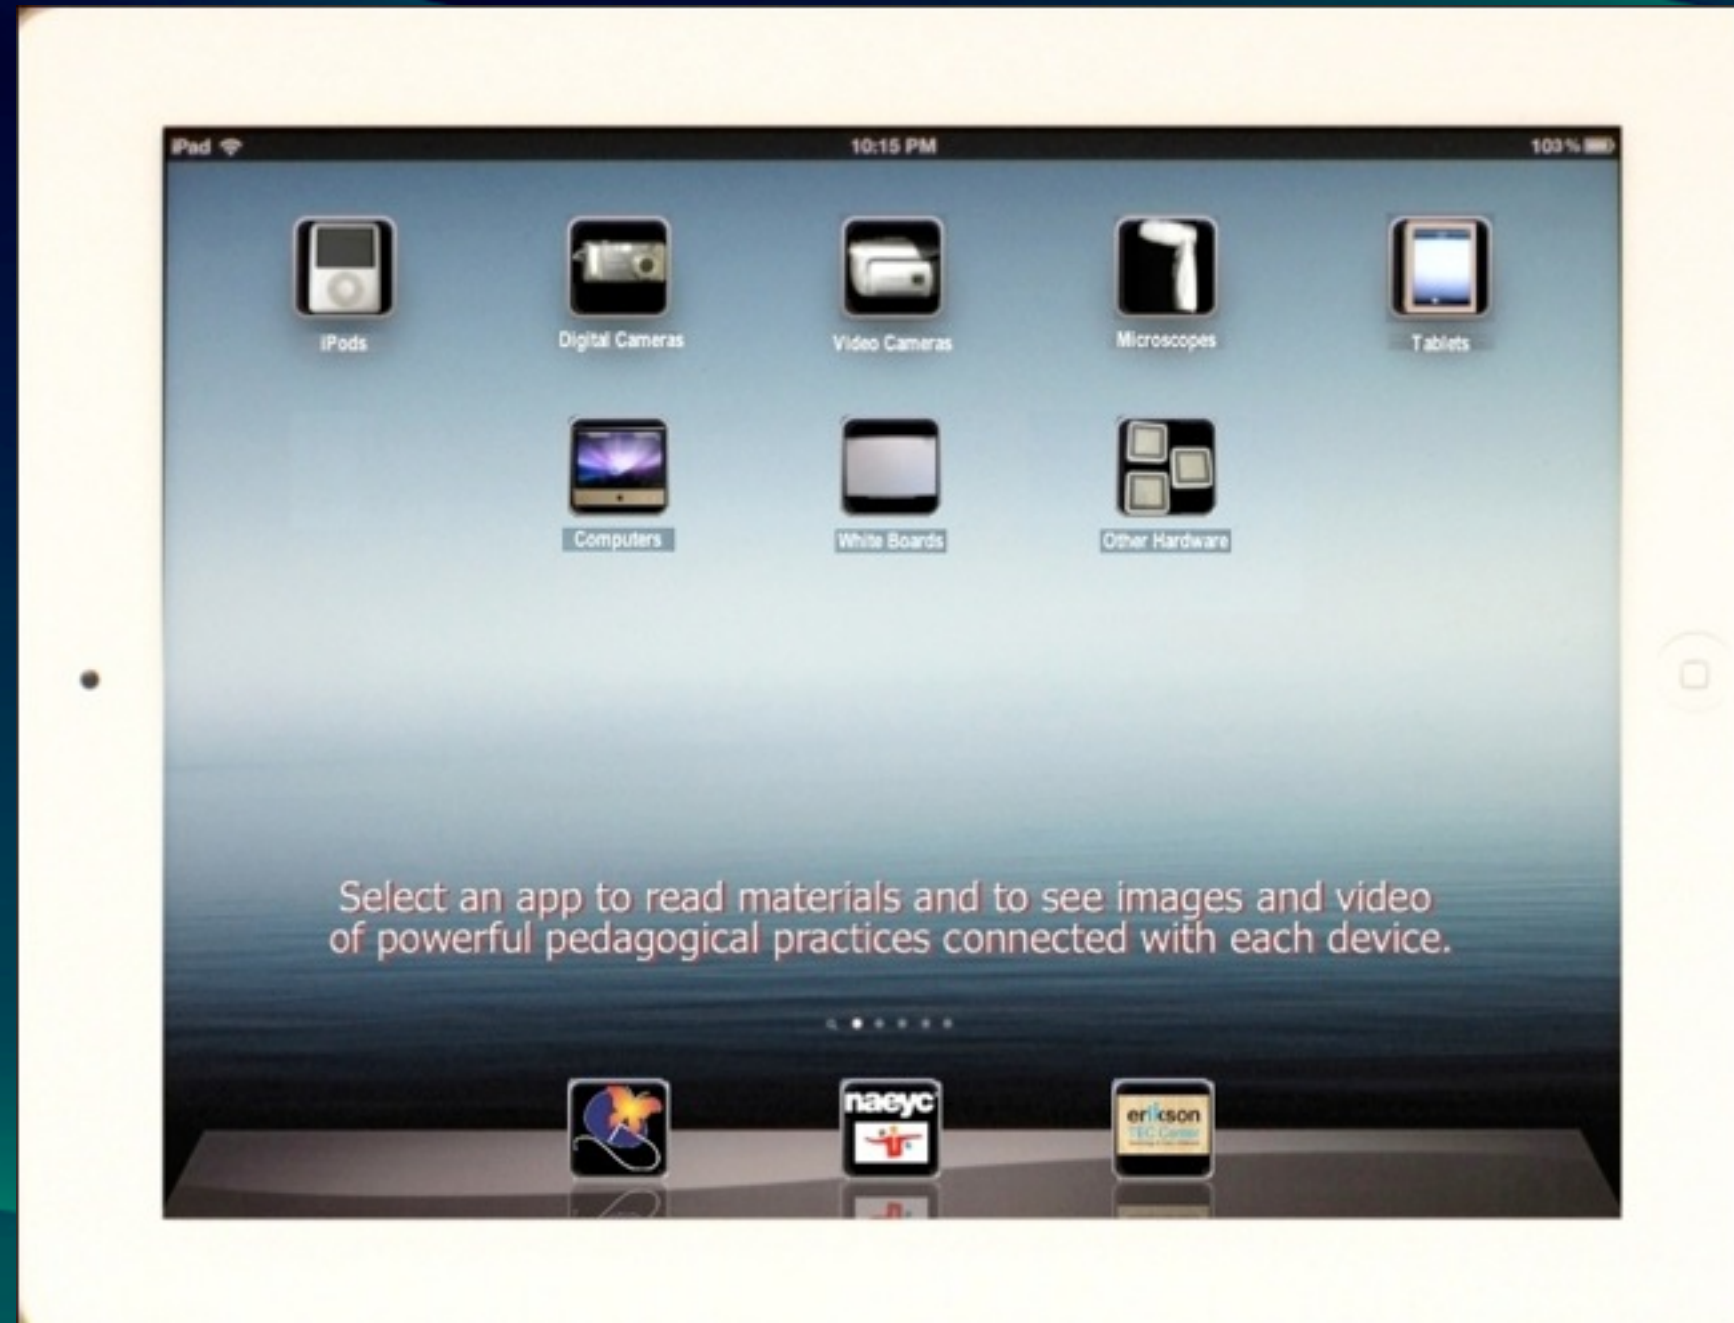 iPad
10:15 PM
103%
iPods
Digital Cameras
Video Cameras
Microscopes
Tablets
Computers
White Boards
Other Hardware
Select an app to read materials and to see images and video
of powerful pedagogical practices connected with each device.
naeyc
erikson
TEC Center